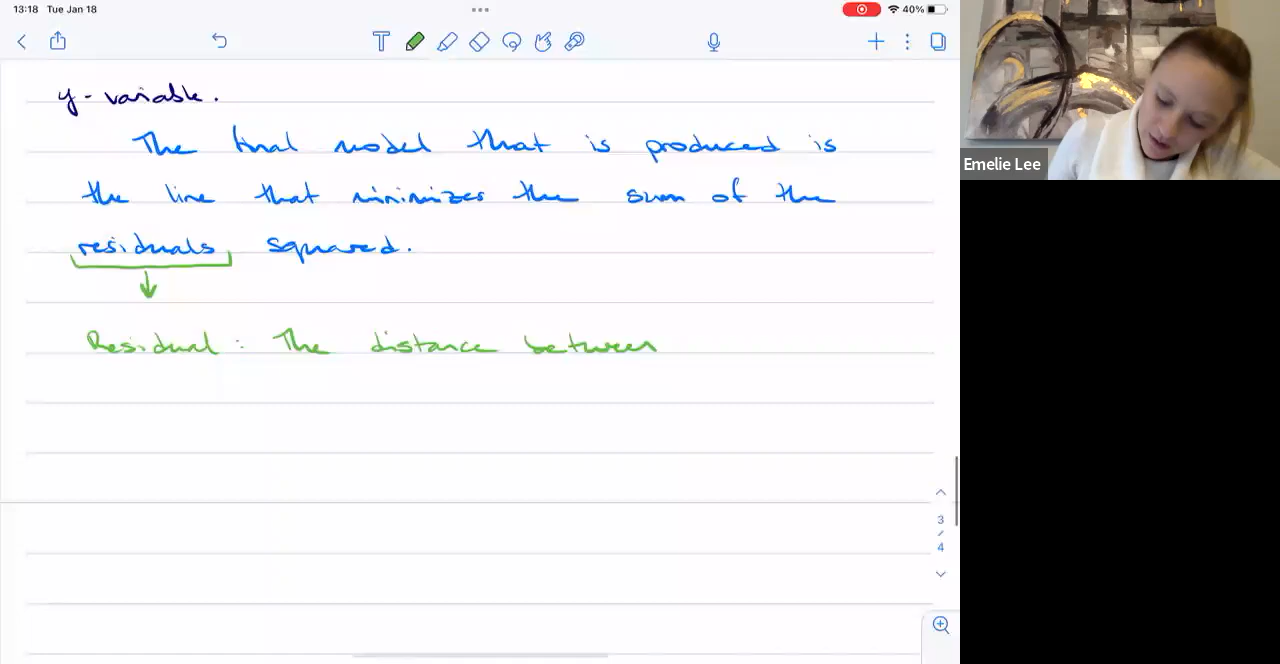 13:18 Tue Jan 18
40%
T
y-variable.
The final model that is produced is
the line that minimizes the sum of the
residuals squared.
Residual: The distance between
3
/
4
Emelie Lee